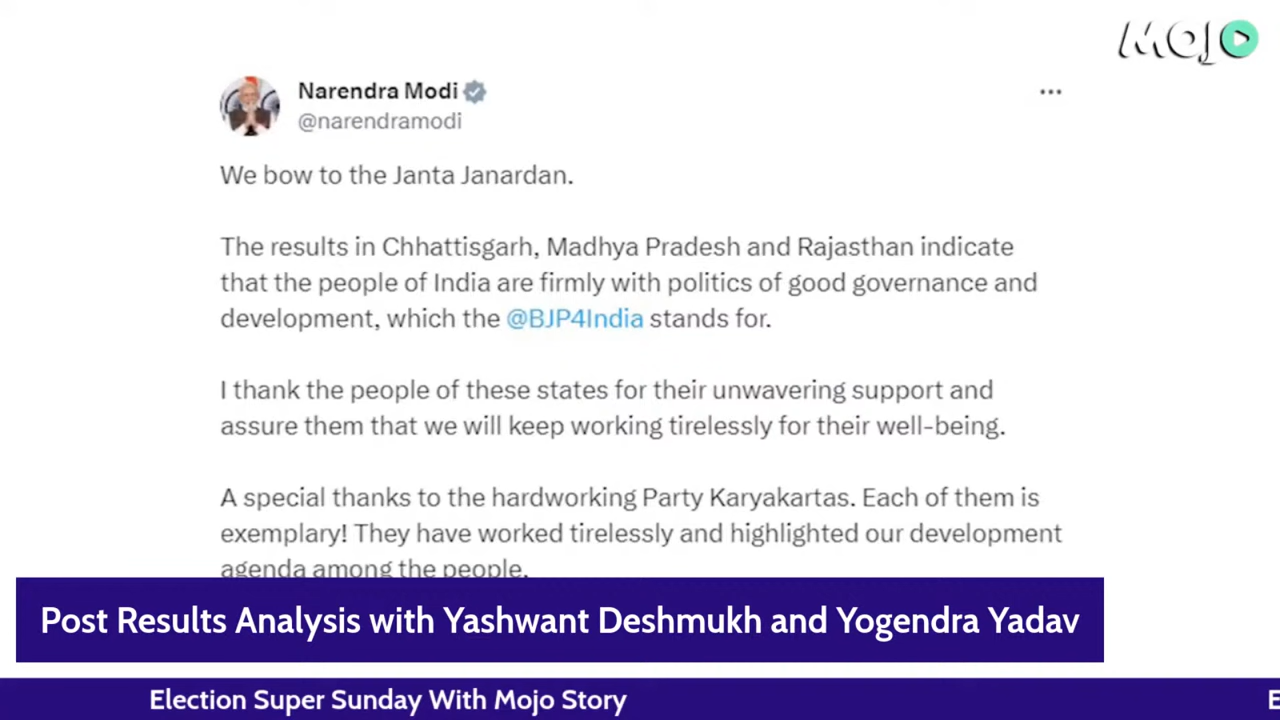 MOJO
Narendra Modi
@narendramodi
We bow to the Janta Janardan.
The results in Chhattisgarh, Madhya Pradesh and Rajasthan indicate
that the people of India are firmly with politics of good governance and
development, which the @BJP4India stands for.
I thank the people of these states for their unwavering support and
assure them that we will keep working tirelessly for their well-being.
A special thanks to the hardworking Party Karyakartas. Each of them is
exemplary! They have worked tirelessly and highlighted our development
agenda among the people.
Post Results Analysis with Yashwant Deshmukh and Yogendra Yadav
Election Super Sunday With Mojo Story E